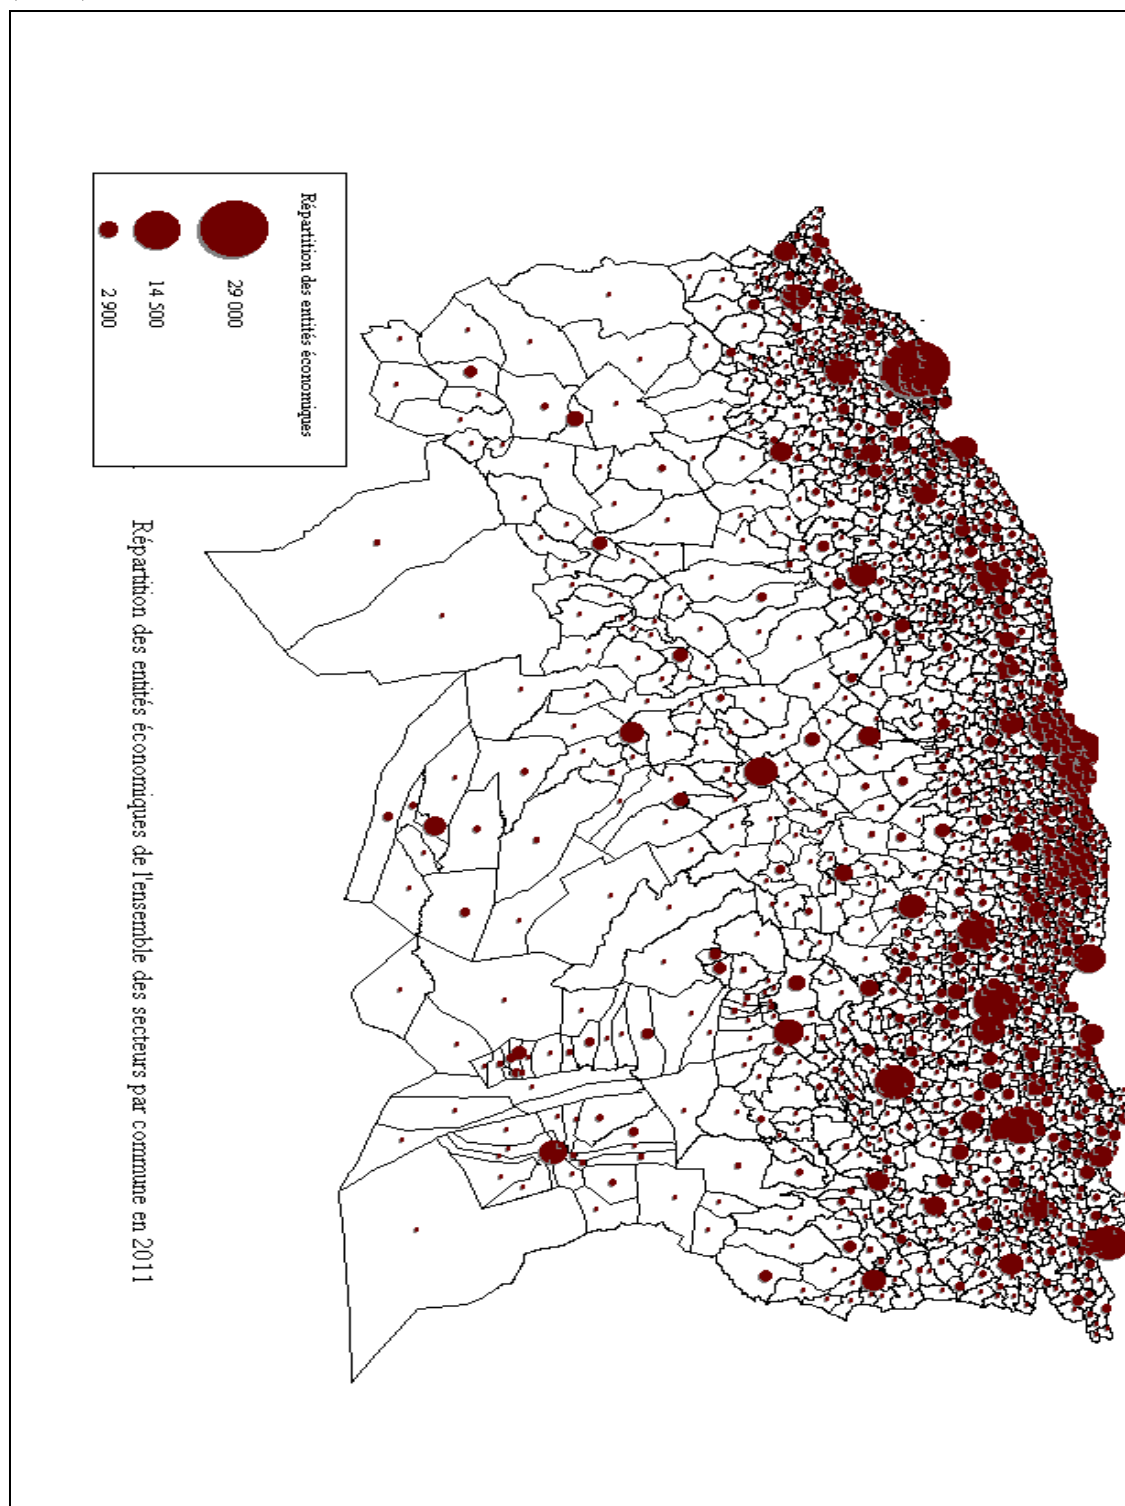 Répartition des entités économiques
29 000
14 500
2 900
Répartition des entités économiques de l'ensemble des secteurs par commune en 2011